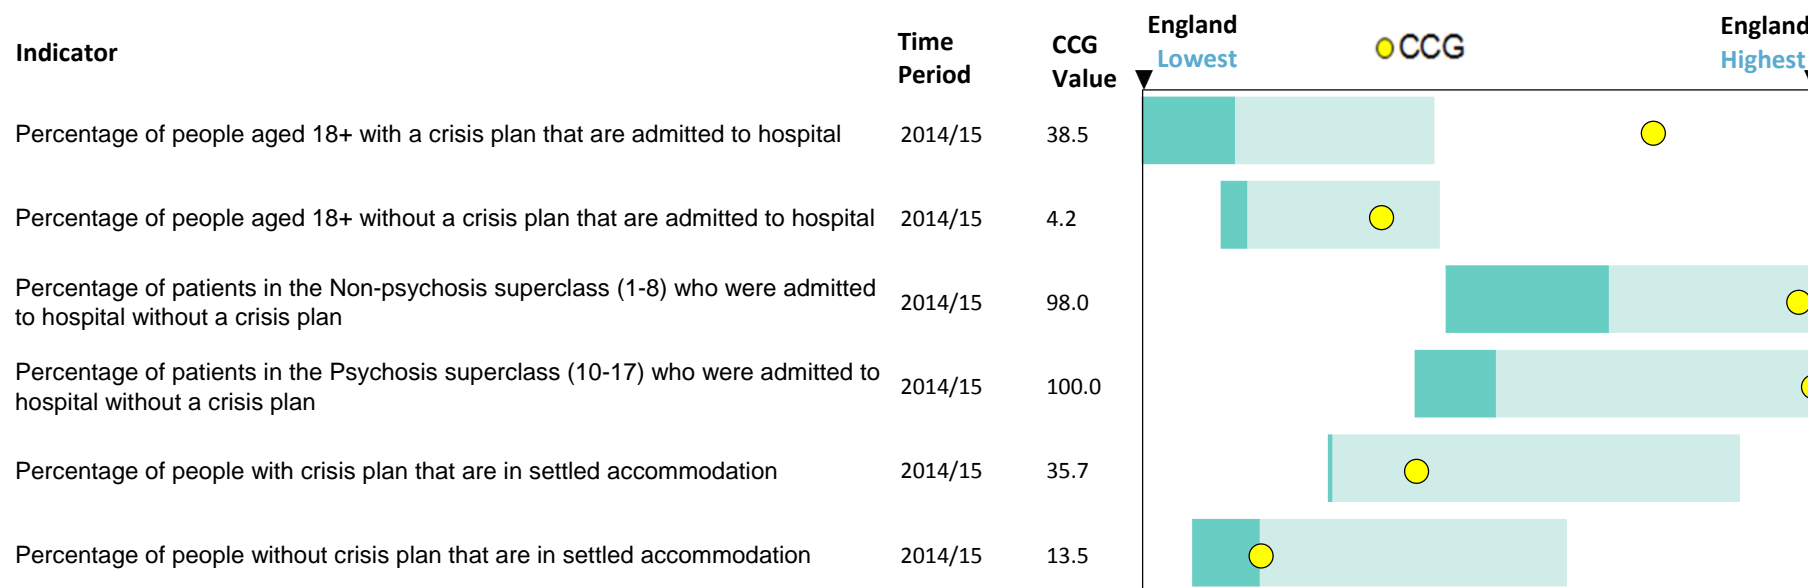 Indicator
Time
Period
CCG
Value
England
Lowest
CCG
England
Highest
Percentage of people aged 18+ with a crisis plan that are admitted to hospital 2014/15 38.5
Percentage of people aged 18+ without a crisis plan that are admitted to hospital 2014/15 4.2
Percentage of patients in the Non-psychosis superclass (1-8) who were admitted
to hospital without a crisis plan 2014/15 98.0
Percentage of patients in the Psychosis superclass (10-17) who were admitted to
hospital without a crisis plan 2014/15 100.0
Percentage of people with crisis plan that are in settled accommodation 2014/15 35.7
Percentage of people without crisis plan that are in settled accommodation 2014/15 13.5